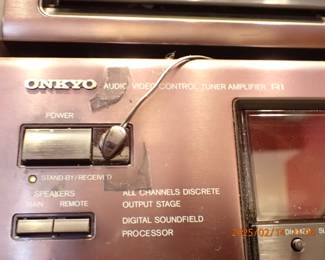 ONKYO AUDIO VIDEO CONTROL TUNER AMPLIFIER R1
POWER
STAND-BY/RECEIVED
SPEAKERS
MAIN REMOTE
ALL CHANNELS DISCRETE
OUTPUT STAGE
DIGITAL SOUNDFIELD
PROCESSOR